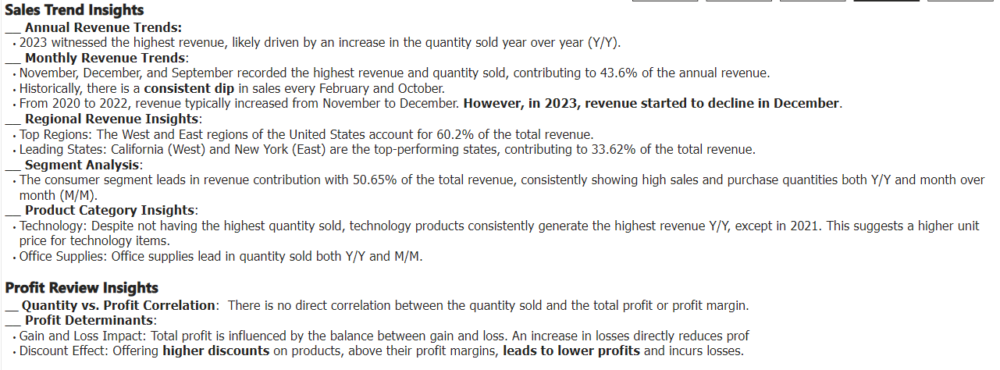 Sales Trend Insights
__ Annual Revenue Trends:
• 2023 witnessed the highest revenue, likely driven by an increase in the quantity sold year over year (Y/Y).
__ Monthly Revenue Trends:
• November, December, and September recorded the highest revenue and quantity sold, contributing to 43.6% of the annual revenue.
• Historically, there is a consistent dip in sales every February and October.
• From 2020 to 2022, revenue typically increased from November to December. However, in 2023, revenue started to decline in December.
__ Regional Revenue Insights:
• Top Regions: The West and East regions of the United States account for 60.2% of the total revenue.
• Leading States: California (West) and New York (East) are the top-performing states, contributing to 33.62% of the total revenue.
__ Segment Analysis:
• The consumer segment leads in revenue contribution with 50.65% of the total revenue, consistently showing high sales and purchase quantities both Y/Y and month over
month (M/M).
__ Product Category Insights:
• Technology: Despite not having the highest quantity sold, technology products consistently generate the highest revenue Y/Y, except in 2021. This suggests a higher unit
price for technology items.
• Office Supplies: Office supplies lead in quantity sold both Y/Y and M/M.
Profit Review Insights
__ Quantity vs. Profit Correlation: There is no direct correlation between the quantity sold and the total profit or profit margin.
__ Profit Determinants:
• Gain and Loss Impact: Total profit is influenced by the balance between gain and loss. An increase in losses directly reduces prof
• Discount Effect: Offering higher discounts on products, above their profit margins, leads to lower profits and incurs losses.